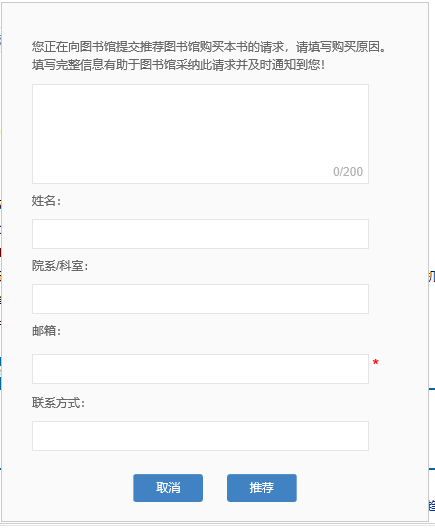 您正在向图书馆提交推荐图书馆购买本书的请求，请填写购买原因。
填写完整信息有助于图书馆采纳此请求并及时通知到您！
0/200
姓名：
院系/科室：
邮箱：
*
联系方式：
取消 推荐